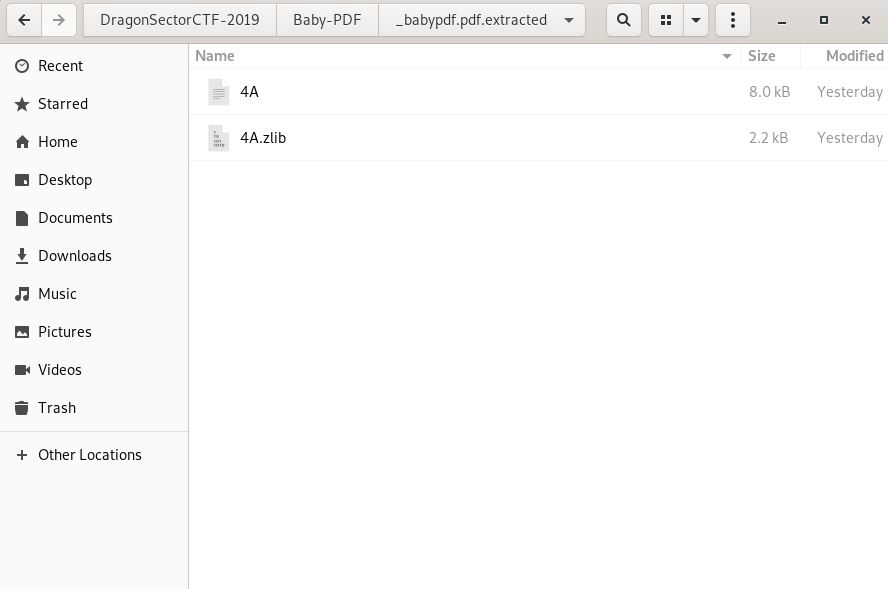 DragonSectorCTF-2019 Baby-PDF _babypdf.pdf.extracted
Name Size Modified
4A 8.0 kB Yesterday
4A.zlib 2.2 kB Yesterday
Recent
Starred
Home
Desktop
Documents
Downloads
Music
Pictures
Videos
Trash
Other Locations